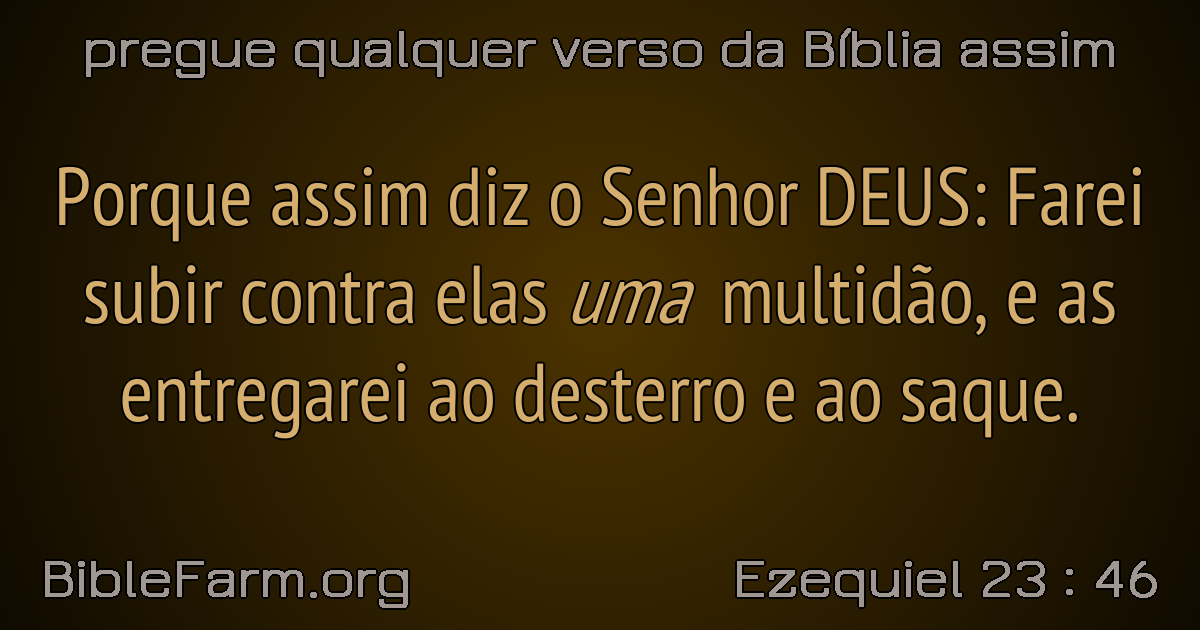 pregue qualquer verso da Bíblia assim
Porque assim diz o Senhor DEUS: Farei
subir contra elas uma multidão, e as
entregarei ao desterro e ao saque.
BibleFarm.org
Ezequiel 23 : 46